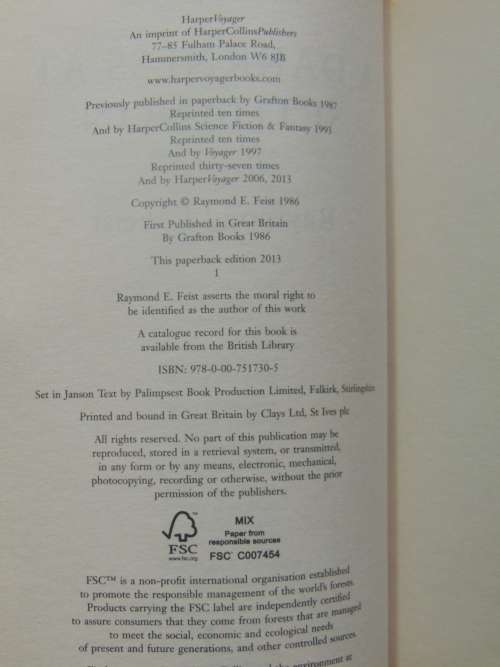 HarperVoyager
An imprint of HarperCollinsPublishers
77–85 Fulham Palace Road,
Hammersmith, London W6 8JB
www.harpervoyagerbooks.com
Previously published in paperback by Grafton Books 1987
Reprinted ten times
And by HarperCollins Science Fiction & Fantasy 1993
Reprinted ten times
And by Voyager 1997
Reprinted thirty-seven times
And by HarperVoyager 2006, 2013
Copyright © Raymond E. Feist 1986
First Published in Great Britain
By Grafton Books 1986
This paperback edition 2013
1
Raymond E. Feist asserts the moral right to
be identified as the author of this work
A catalogue record for this book is
available from the British Library
ISBN: 978-0-00-751730-5
Set in Janson Text by Palimpsest Book Production Limited, Falkirk, Stirlingshire
Printed and bound in Great Britain by Clays Ltd, St Ives plc
All rights reserved. No part of this publication may be
reproduced, stored in a retrieval system, or transmitted,
in any form or by any means, electronic, mechanical,
photocopying, recording or otherwise, without the prior
permission of the publishers.
FSC
www.fsc.org
MIX
Paper from
responsible sources
FSC® C007454
FSC™ is a non-profit international organisation established
to promote the responsible management of the world's forests.
Products carrying the FSC label are independently certified
to assure consumers that they come from forests that are managed
to meet the social, economic and ecological needs
of present and future generations, and other controlled sources.